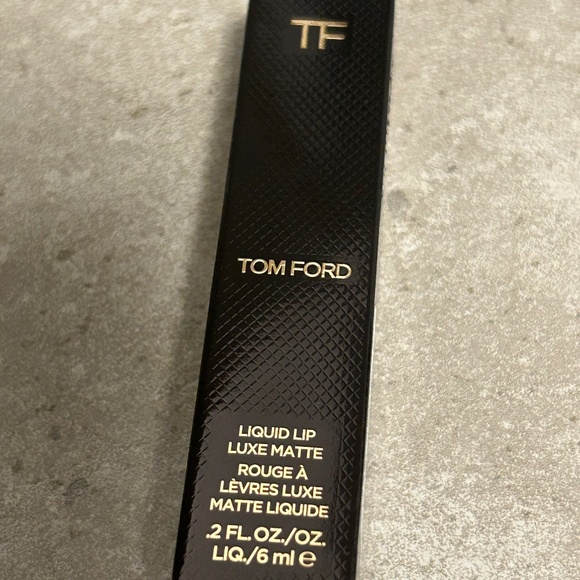 TF
TOM FORD
LIQUID LIP
LUXE MATTE
ROUGE À
LÈVRES LUXE
MATTE LIQUIDE
.2 FL.OZ./OZ.
LIQ./6 ml ℮